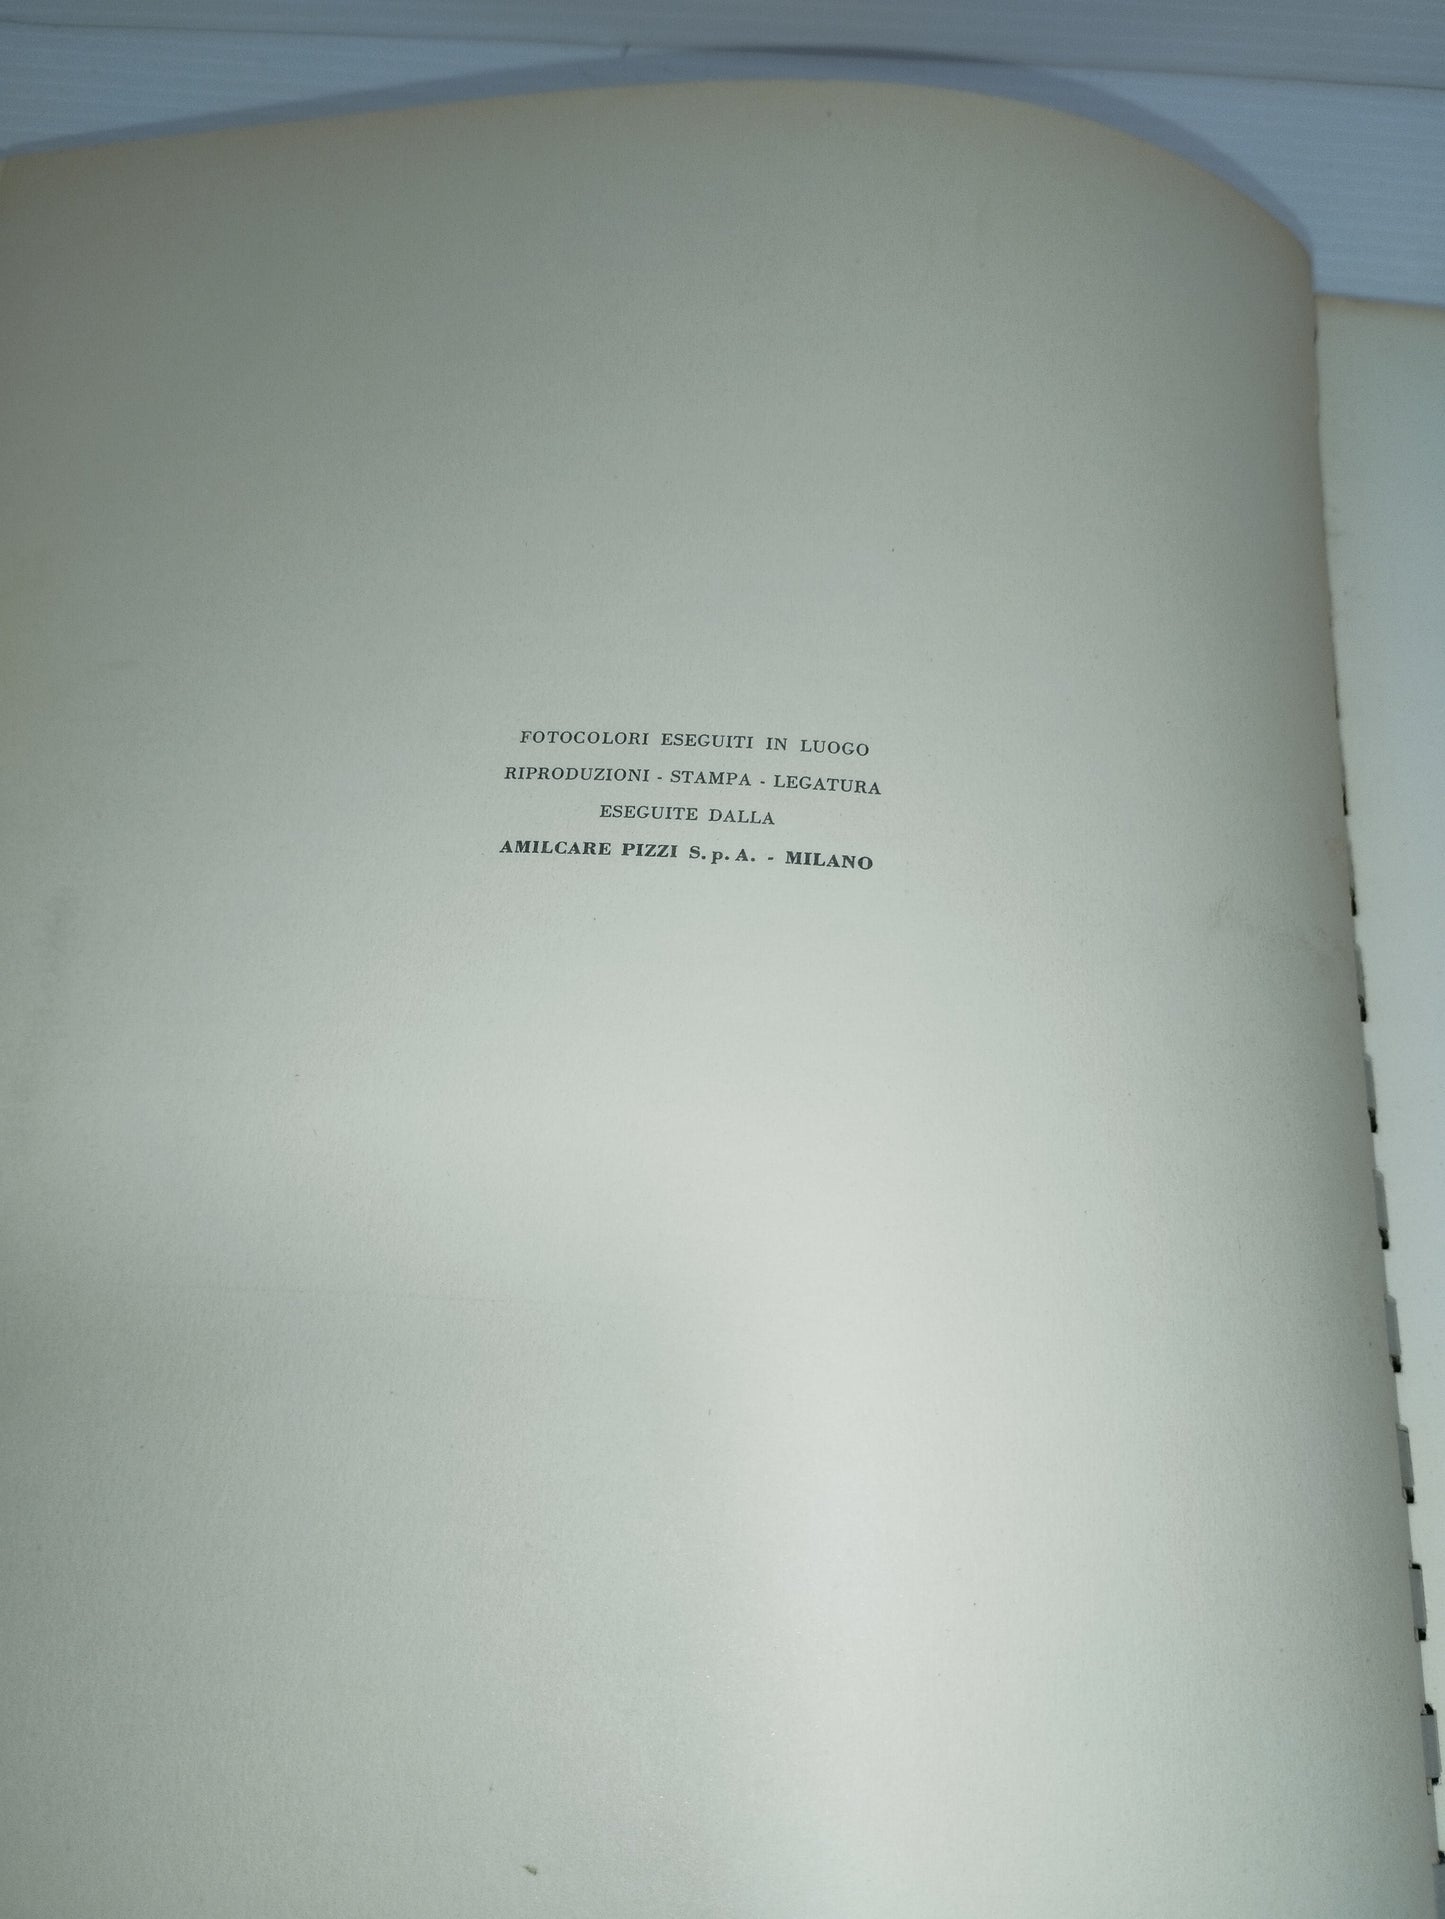 FOTOCOLORI ESEGUITI IN LUOGO
RIPRODUZIONI - STAMPA - LEGATURA
ESEGUITE DALLA
AMILCARE PIZZI S.p.A. - MILANO